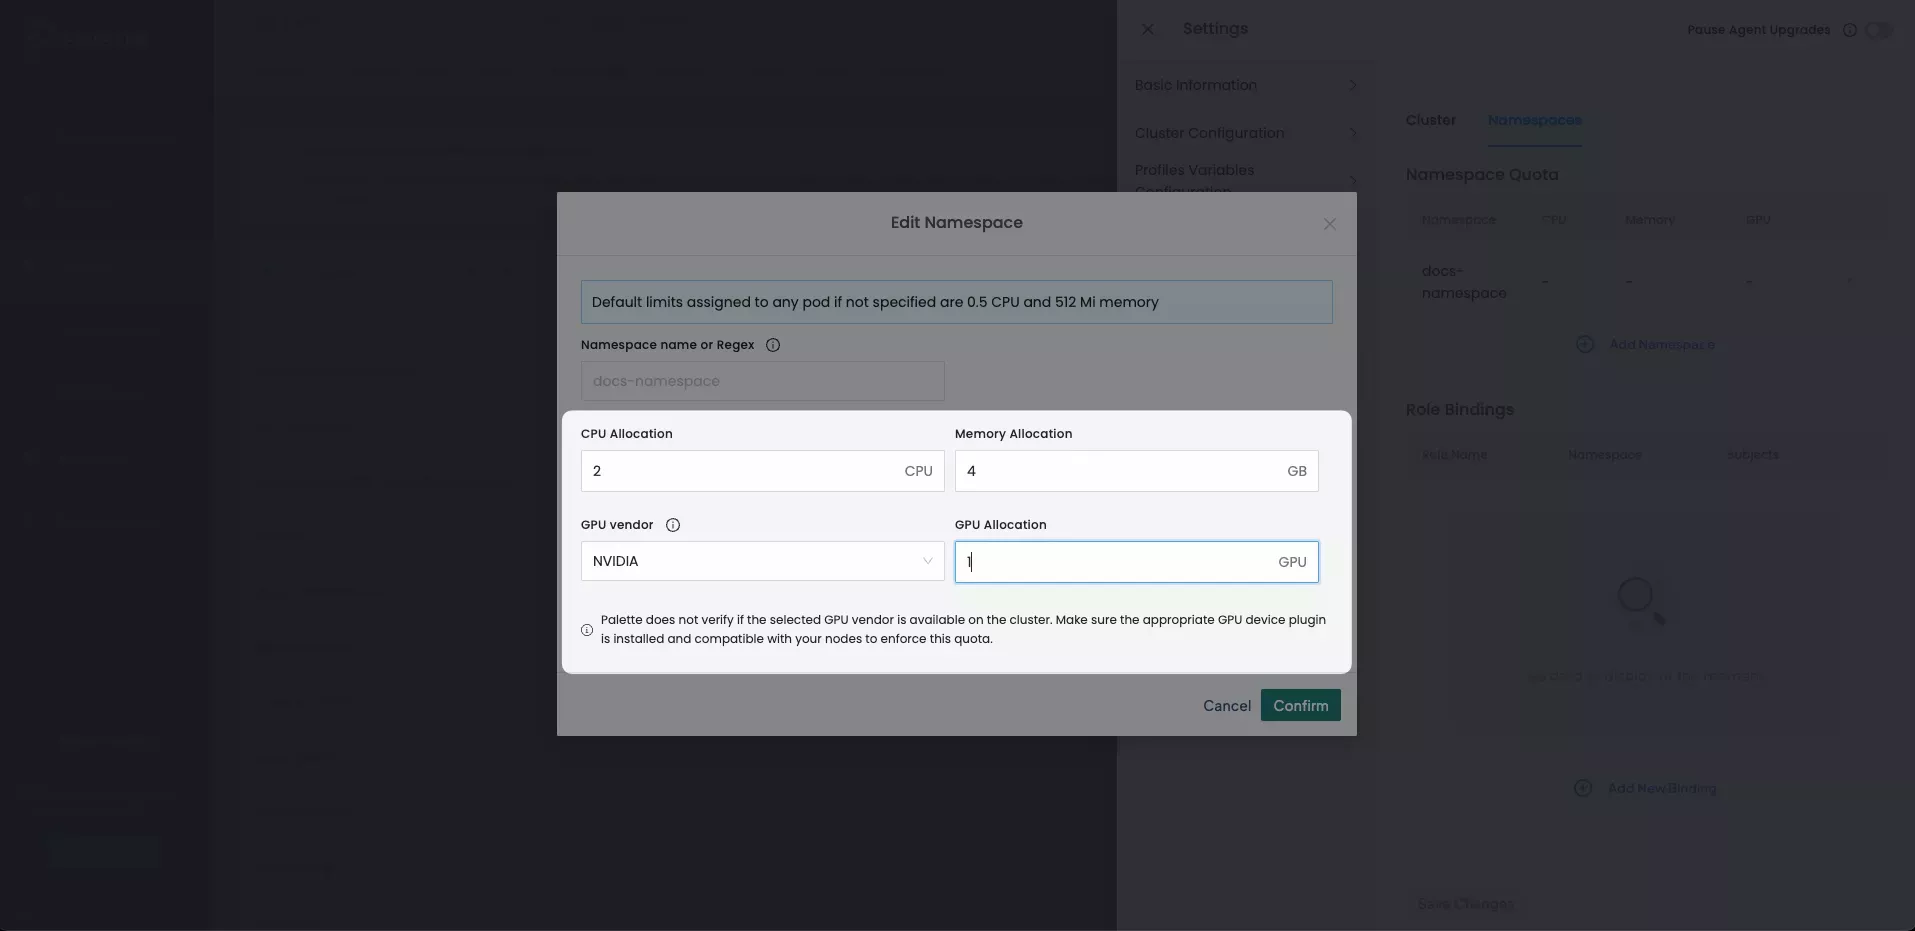 Settings
Pause Agent Upgrades
Basic Information
Cluster Configuration
Profiles Variables
Configuration
Cluster
Namespaces
Namespace Quota
Namespace CPU Memory GPU
docs-
namespace
- - -
Add Namespace
Role Bindings
Role Name Namespace Subjects
Add New Binding
Save Changes
Edit Namespace
Default limits assigned to any pod if not specified are 0.5 CPU and 512 Mi memory
Namespace name or Regex
docs-namespace
CPU Allocation
Memory Allocation
2 CPU
4 GB
GPU vendor
GPU Allocation
NVIDIA
1 GPU
Palette does not verify if the selected GPU vendor is available on the cluster. Make sure the appropriate GPU device plugin
is installed and compatible with your nodes to enforce this quota.
Cancel
Confirm